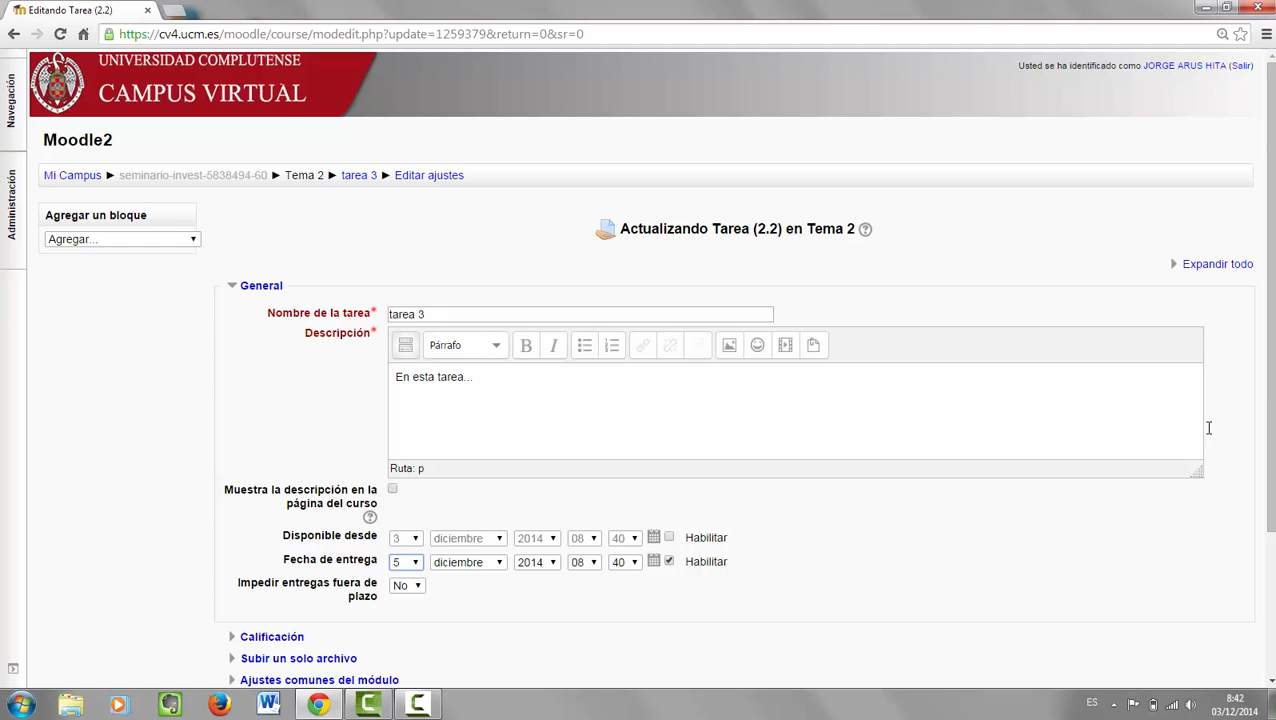 Editando Tarea (2.2)
https://cv4.ucm.es/moodle/course/modedit.php?update=1259379&return=0&sr=0
UNIVERSIDAD COMPLUTENSE
CAMPUS VIRTUAL
Usted se ha identificado como JORGE ARUS HITA (Salir)
Navegación
Administración
Moodle2
Mi Campus ► seminario-invest-5838494-60 ► Tema 2 ► tarea 3 ► Editar ajustes
Agregar un bloque
Agregar...
Actualizando Tarea (2.2) en Tema 2
Expandir todo
General
Nombre de la tarea* tarea 3
Descripción*
Párrafo B I
En esta tarea...
Ruta: p
Muestra la descripción en la
página del curso
Disponible desde 3 diciembre 2014 08 40 Habilitar
Fecha de entrega 5 diciembre 2014 08 40 Habilitar
Impedir entregas fuera de
plazo No
Calificación
Subir un solo archivo
Ajustes comunes del módulo
ES
8:42
03/12/2014